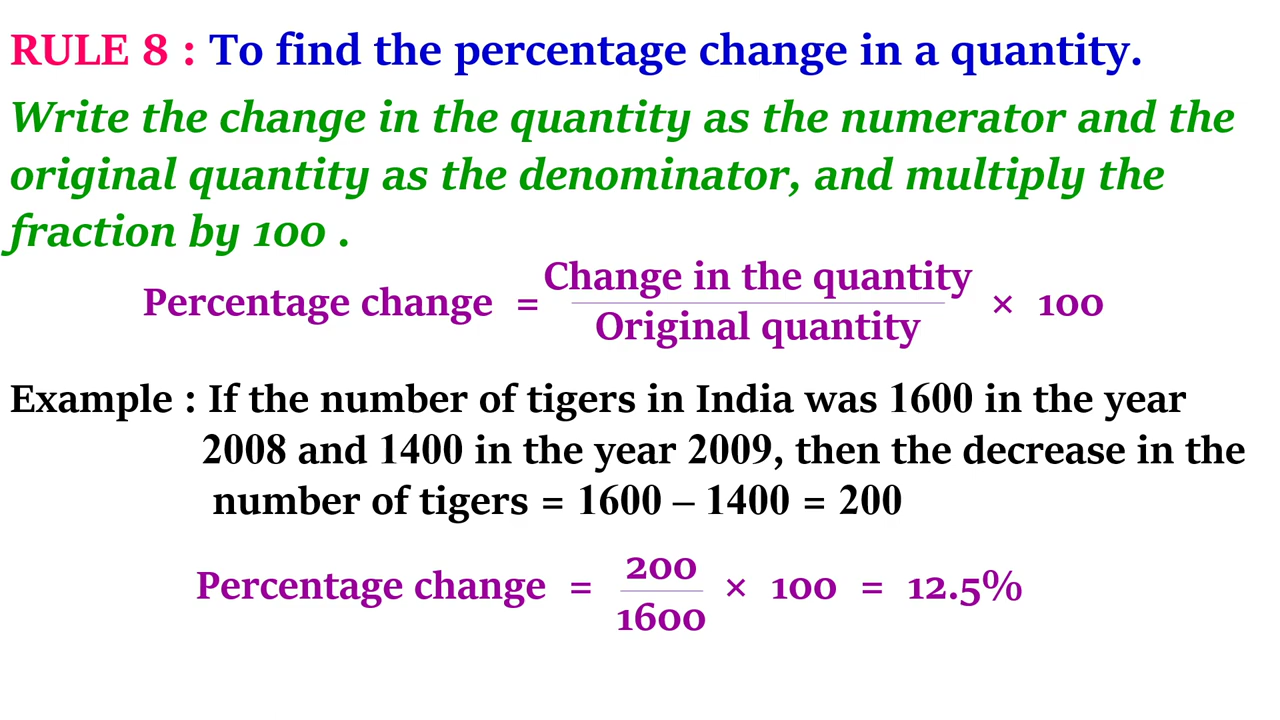 RULE 8 : To find the percentage change in a quantity.
Write the change in the quantity as the numerator and the
original quantity as the denominator, and multiply the
fraction by 100 .
Percentage change = Change in the quantity / Original quantity × 100
Example : If the number of tigers in India was 1600 in the year
2008 and 1400 in the year 2009, then the decrease in the
number of tigers = 1600 – 1400 = 200
Percentage change = 200 / 1600 × 100 = 12.5%